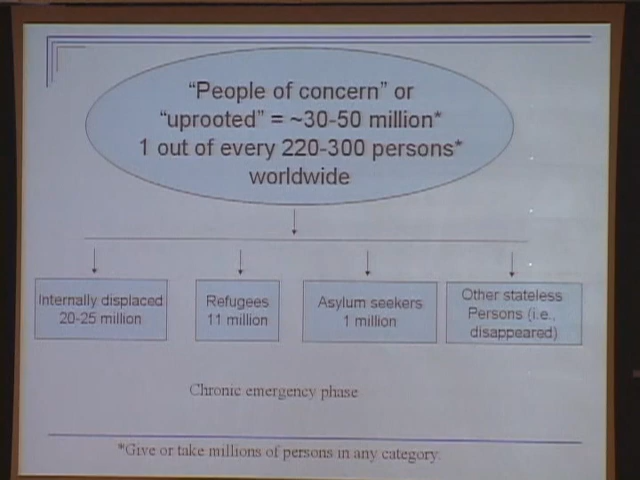 “People of concern” or
“uprooted” = ~30-50 million*
1 out of every 220-300 persons*
worldwide
Internally displaced
20-25 million
Refugees
11 million
Asylum seekers
1 million
Other stateless
Persons (i.e.,
disappeared)
Chronic emergency phase
*Give or take millions of persons in any category.